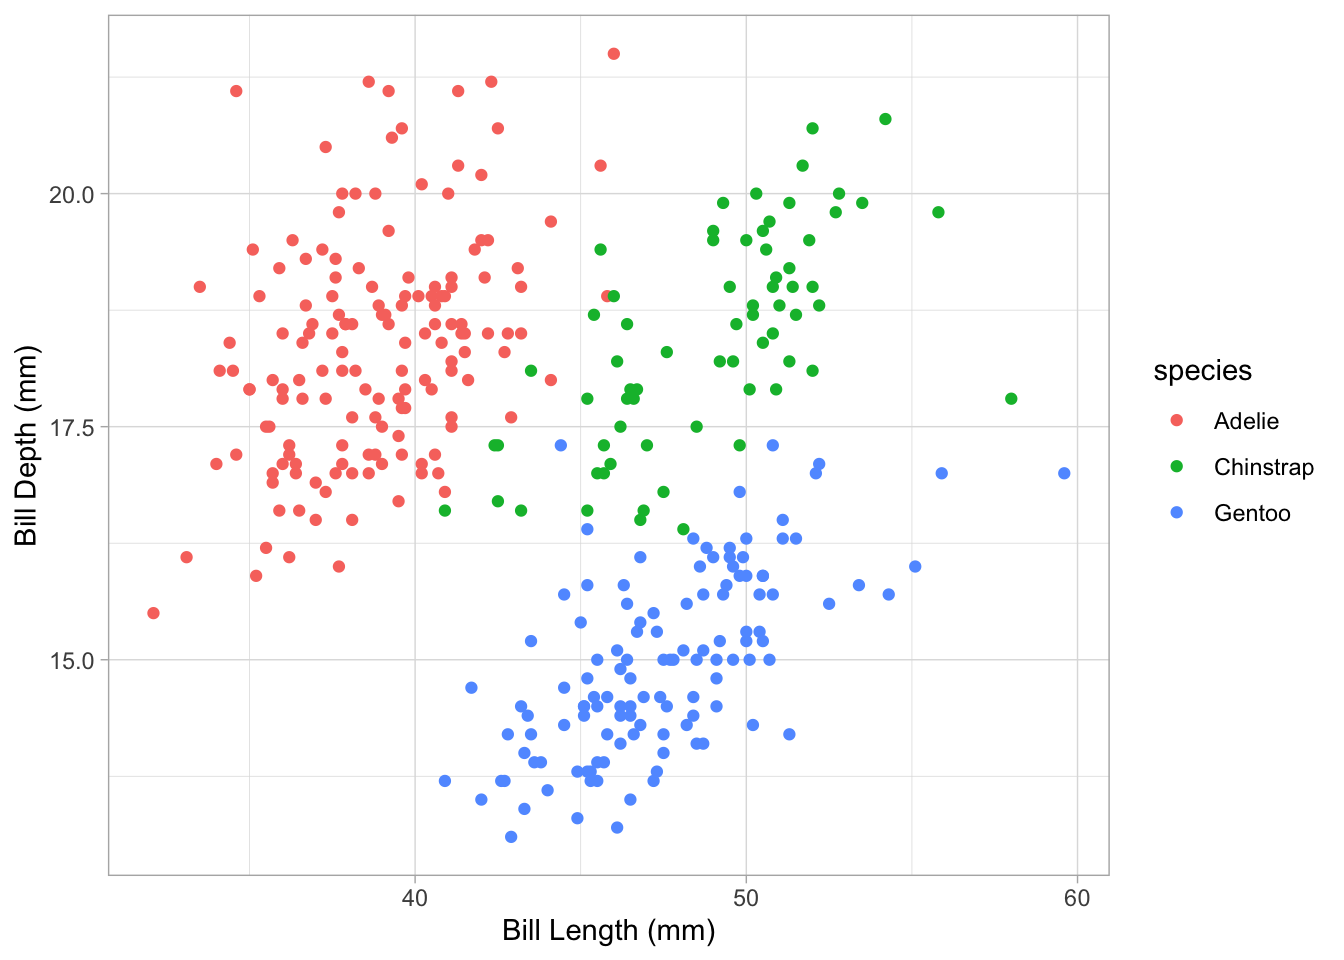 20.0
17.5
15.0
Bill Depth (mm)
40
50
60
Bill Length (mm)
species
Adelie
Chinstrap
Gentoo